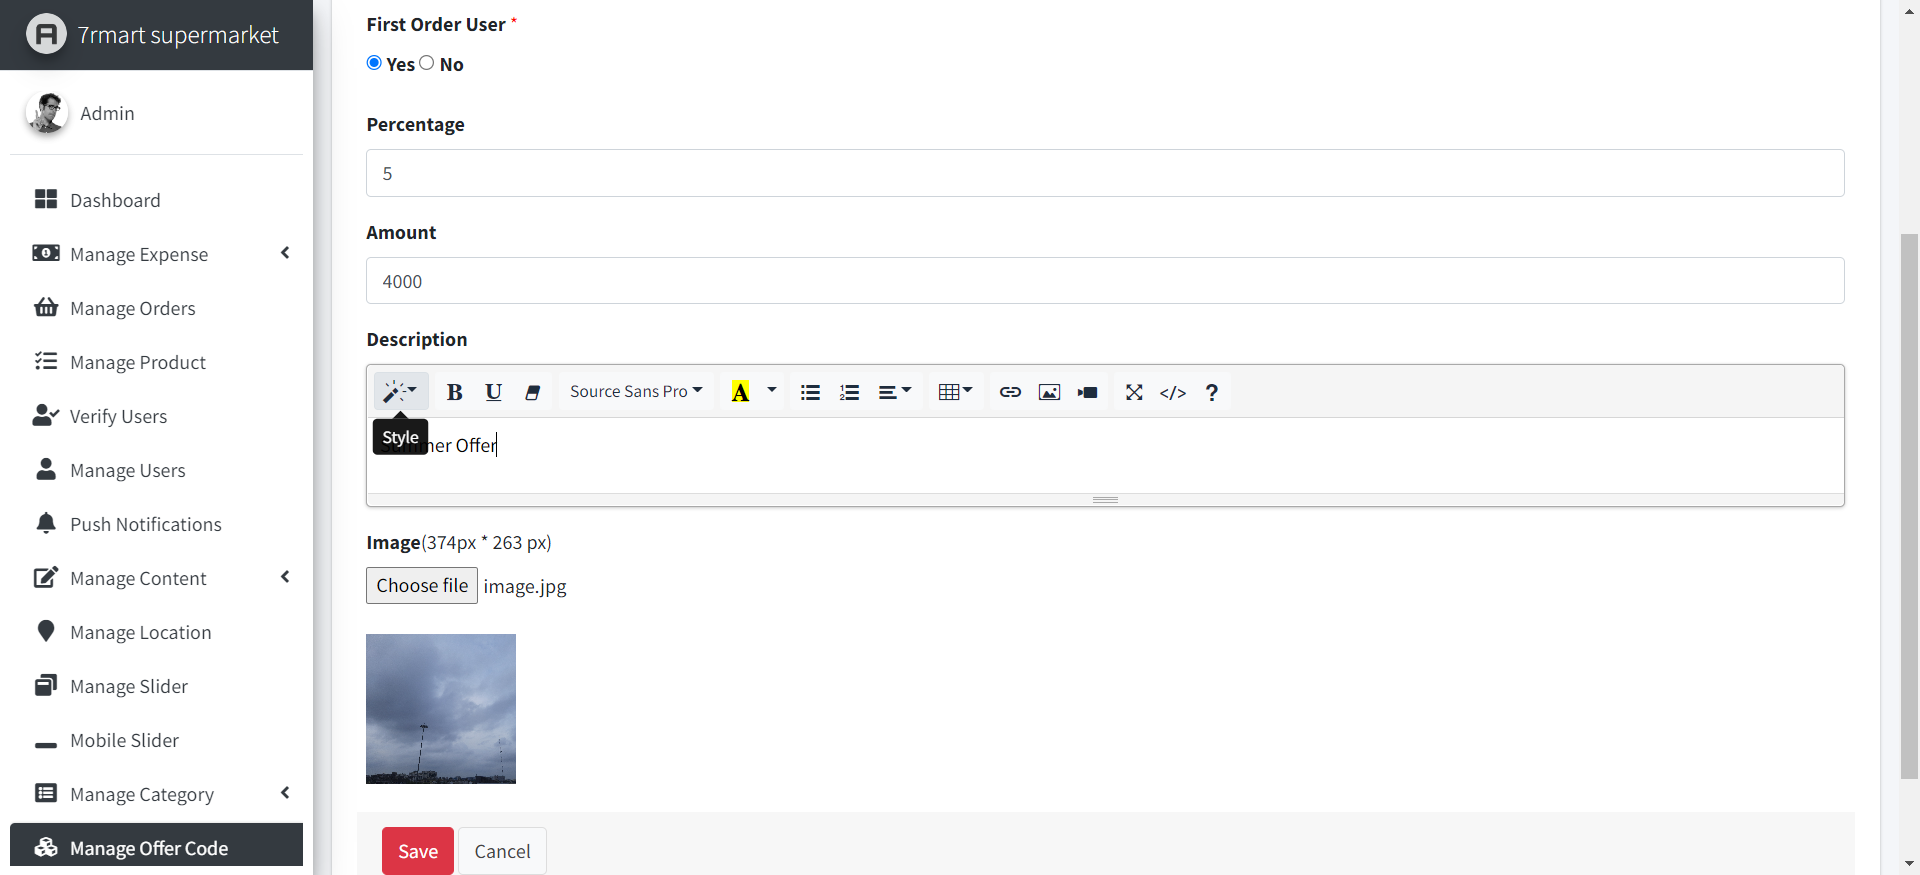 7rmart supermarket
Admin
Dashboard
Manage Expense
Manage Orders
Manage Product
Verify Users
Manage Users
Push Notifications
Manage Content
Manage Location
Manage Slider
Mobile Slider
Manage Category
Manage Offer Code
First Order User *
Yes No
Percentage
5
Amount
4000
Description
B U Source Sans Pro A </> ?
Style
Summer Offer
Image(374px * 263 px)
Choose file image.jpg
Save Cancel